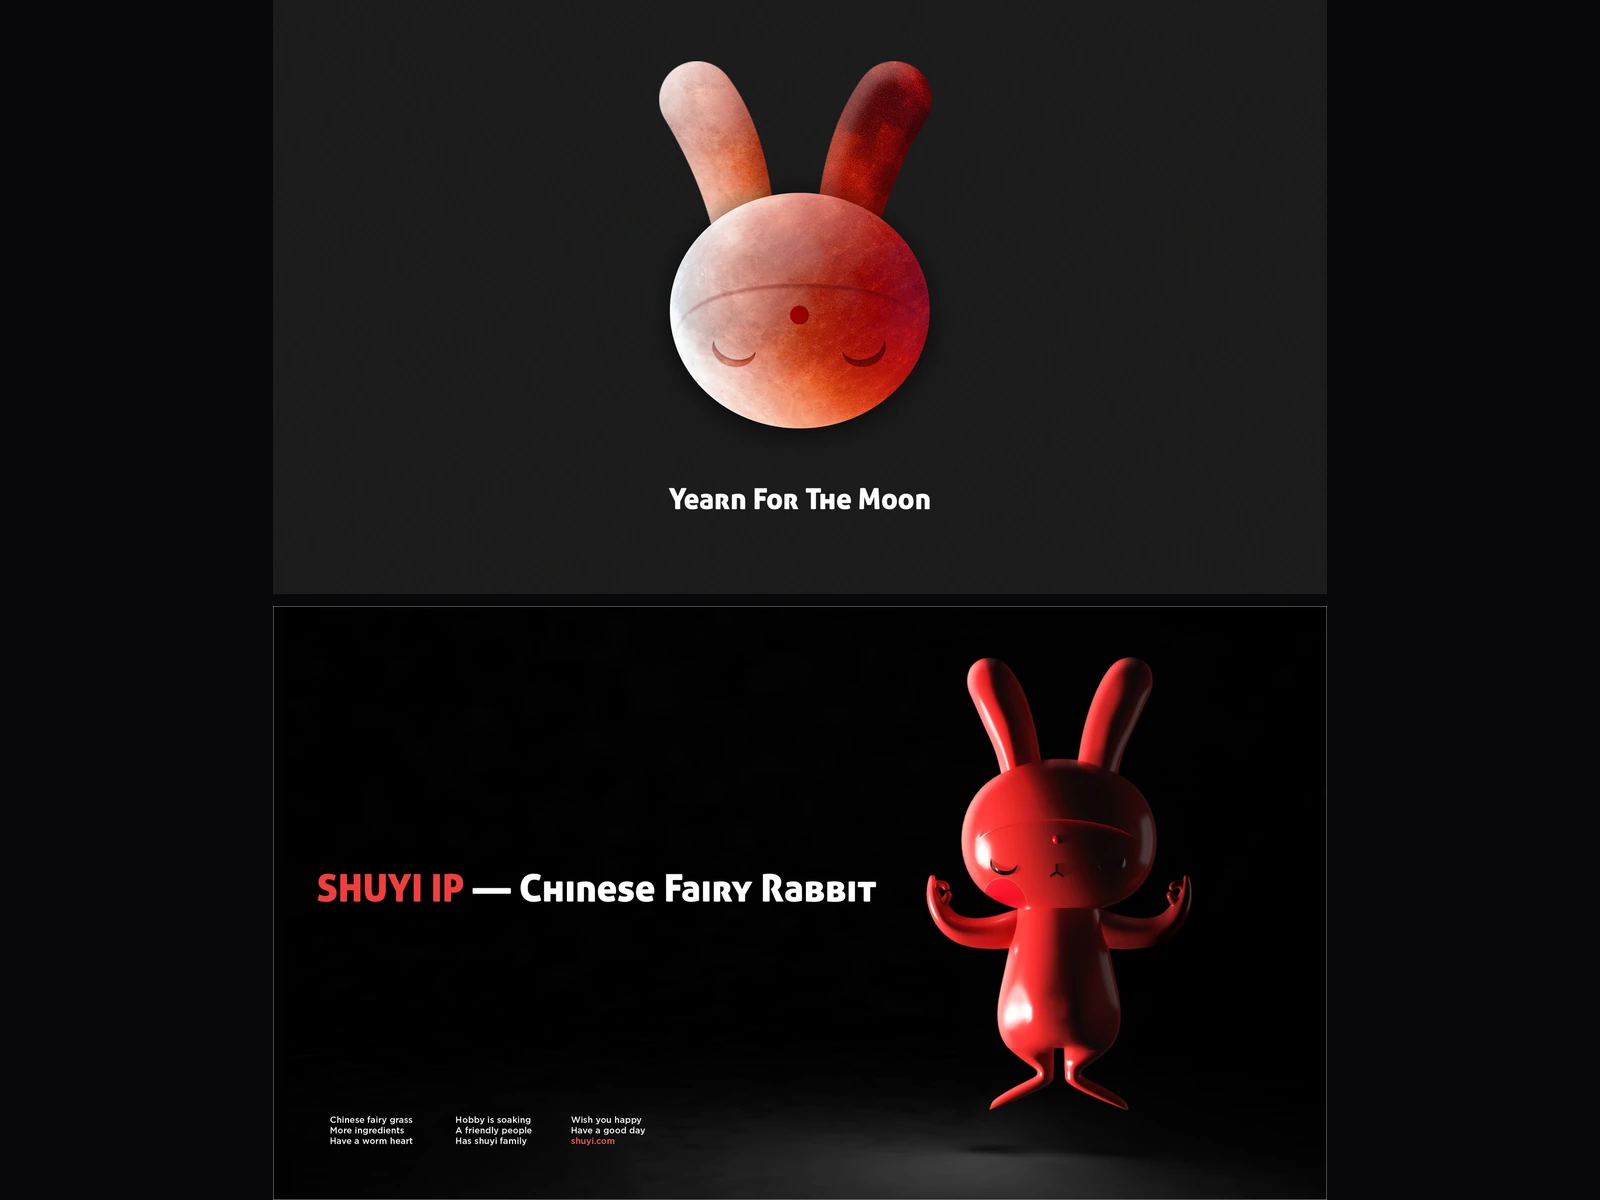 Yearn For The Moon
SHUYI IP — Chinese Fairy Rabbit
Chinese fairy grass
More ingredients
Have a worm heart
Hobby is soaking
A friendly people
Has shuyi family
Wish you happy
Have a good day
shuyi.com